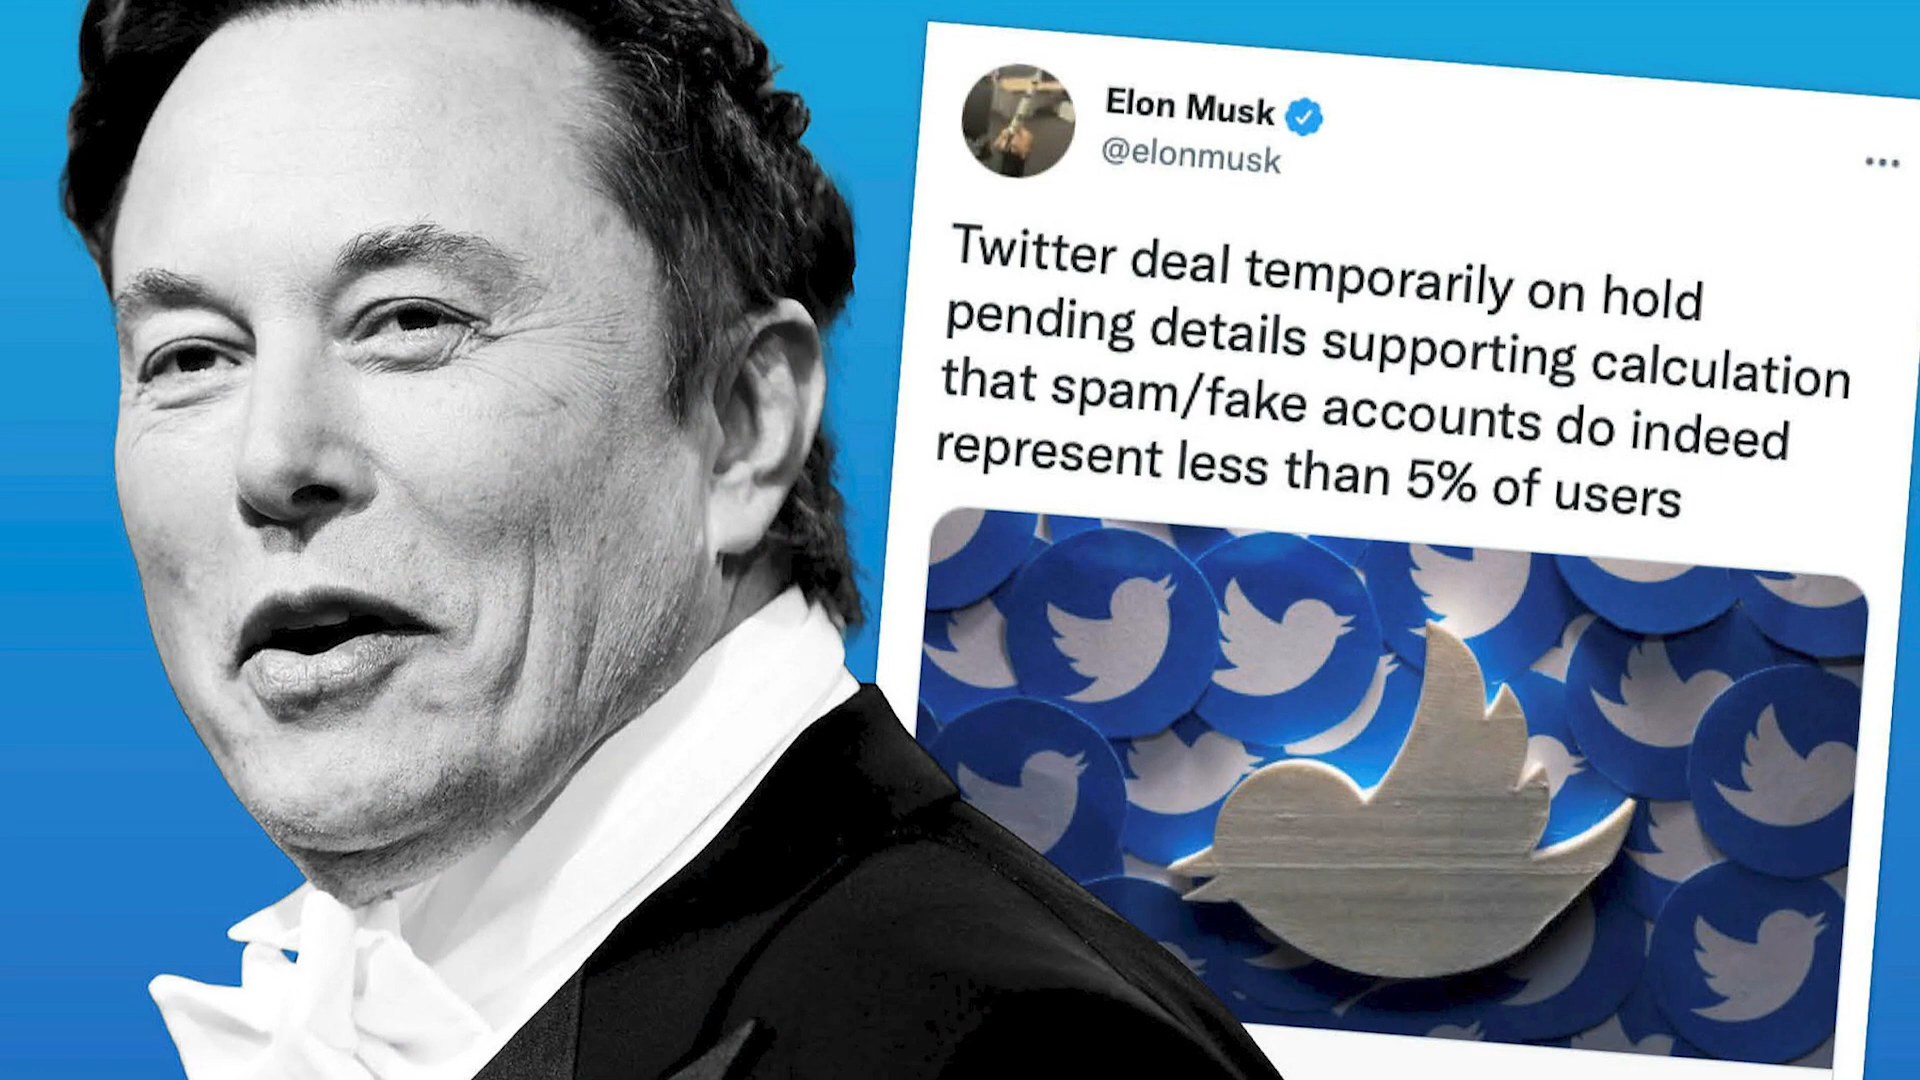 Elon Musk
@elonmusk
Twitter deal temporarily on hold
pending details supporting calculation
that spam/fake accounts do indeed
represent less than 5% of users